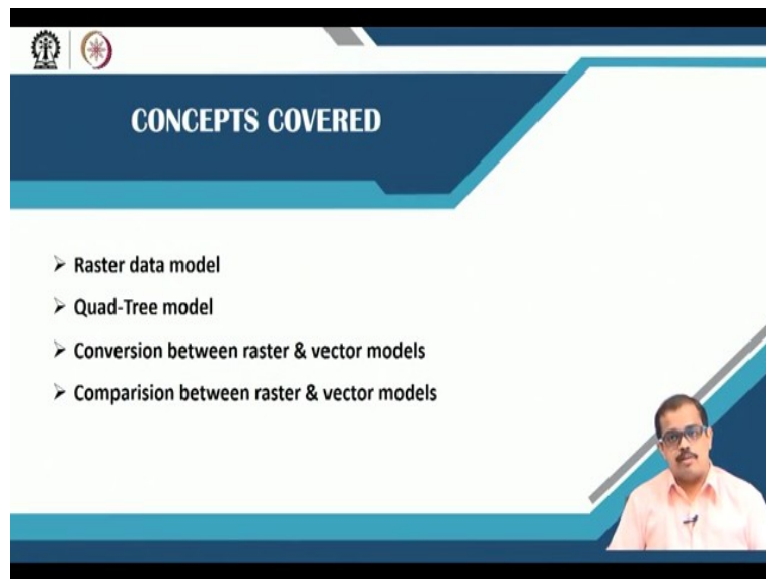 CONCEPTS COVERED
➢ Raster data model
➢ Quad-Tree model
➢ Conversion between raster & vector models
➢ Comparision between raster & vector models